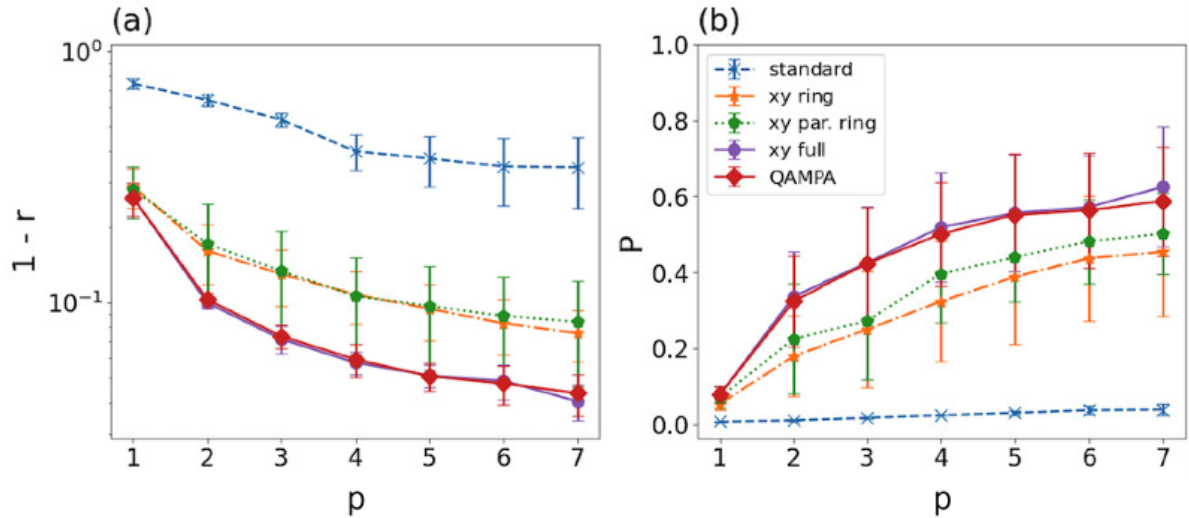 (a)
10⁰
10⁻¹
1 - r
1 2 3 4 5 6 7
p
(b)
1.0
0.8
0.6
0.4
0.2
0.0
P
standard
xy ring
xy par. ring
xy full
QAMPA
1 2 3 4 5 6 7
p